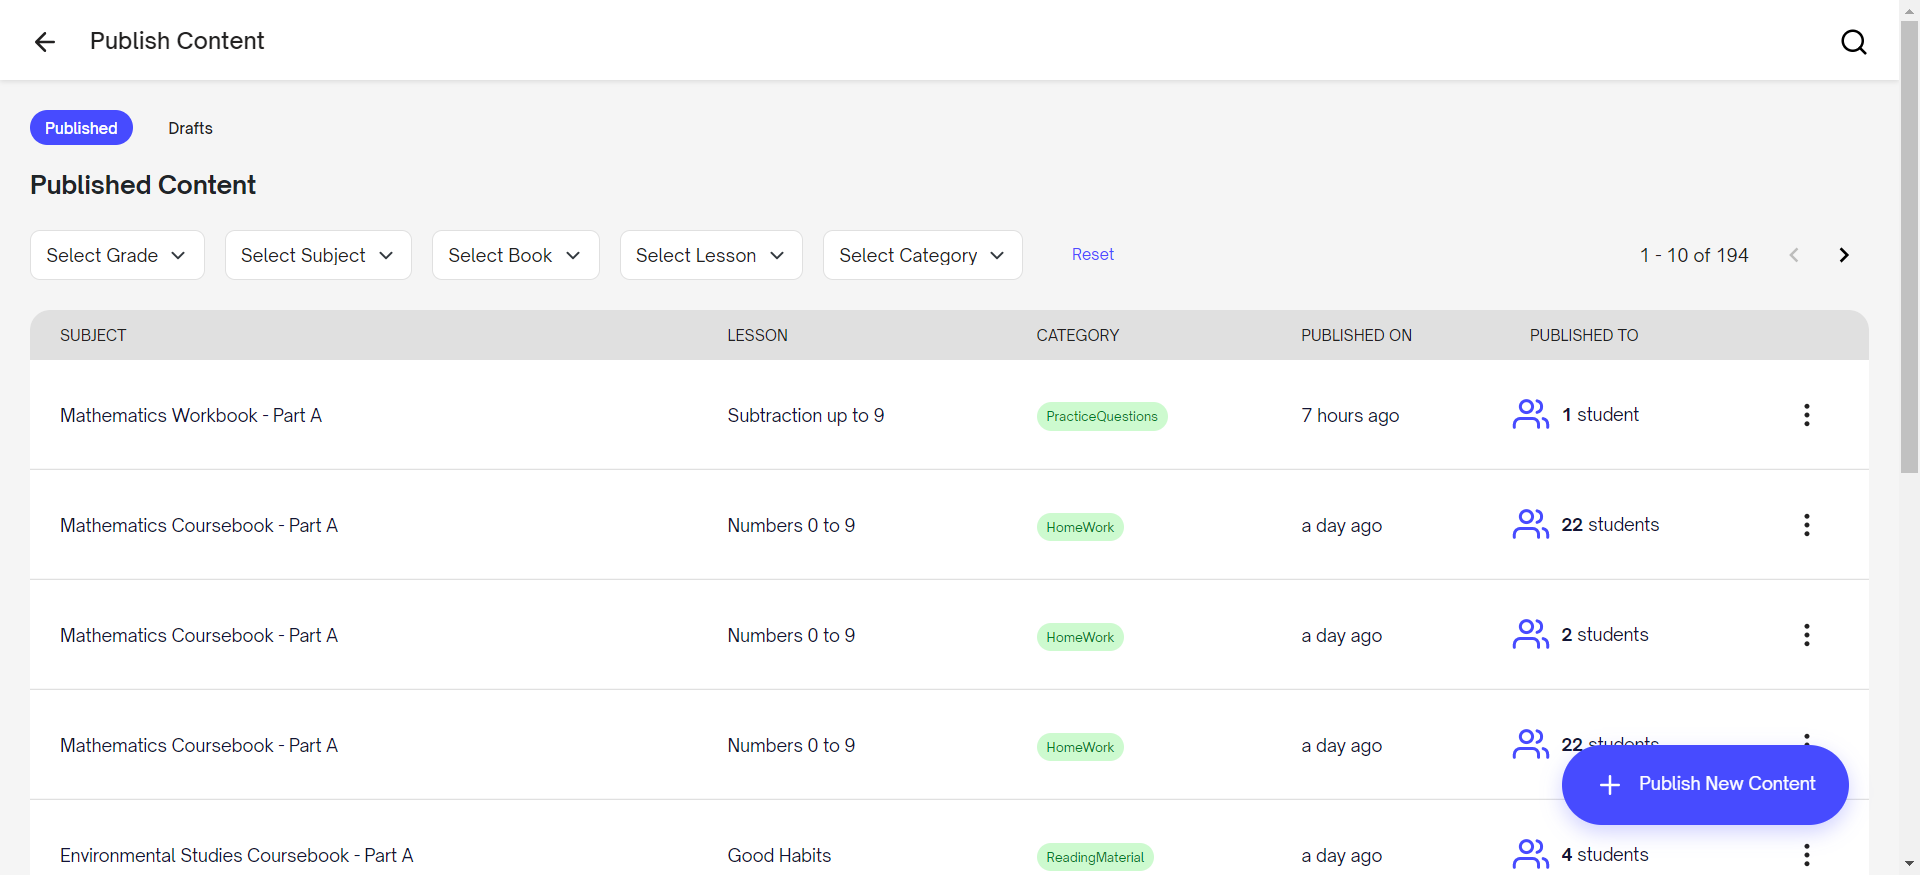 Publish Content
Published Drafts
Published Content
Select Grade Select Subject Select Book Select Lesson Select Category Reset 1 - 10 of 194
SUBJECT LESSON CATEGORY PUBLISHED ON PUBLISHED TO
Mathematics Workbook - Part A Subtraction up to 9 PracticeQuestions 7 hours ago 1 student
Mathematics Coursebook - Part A Numbers 0 to 9 HomeWork a day ago 22 students
Mathematics Coursebook - Part A Numbers 0 to 9 HomeWork a day ago 2 students
Mathematics Coursebook - Part A Numbers 0 to 9 HomeWork a day ago 22 students
Publish New Content
Environmental Studies Coursebook - Part A Good Habits ReadingMaterial a day ago 4 students